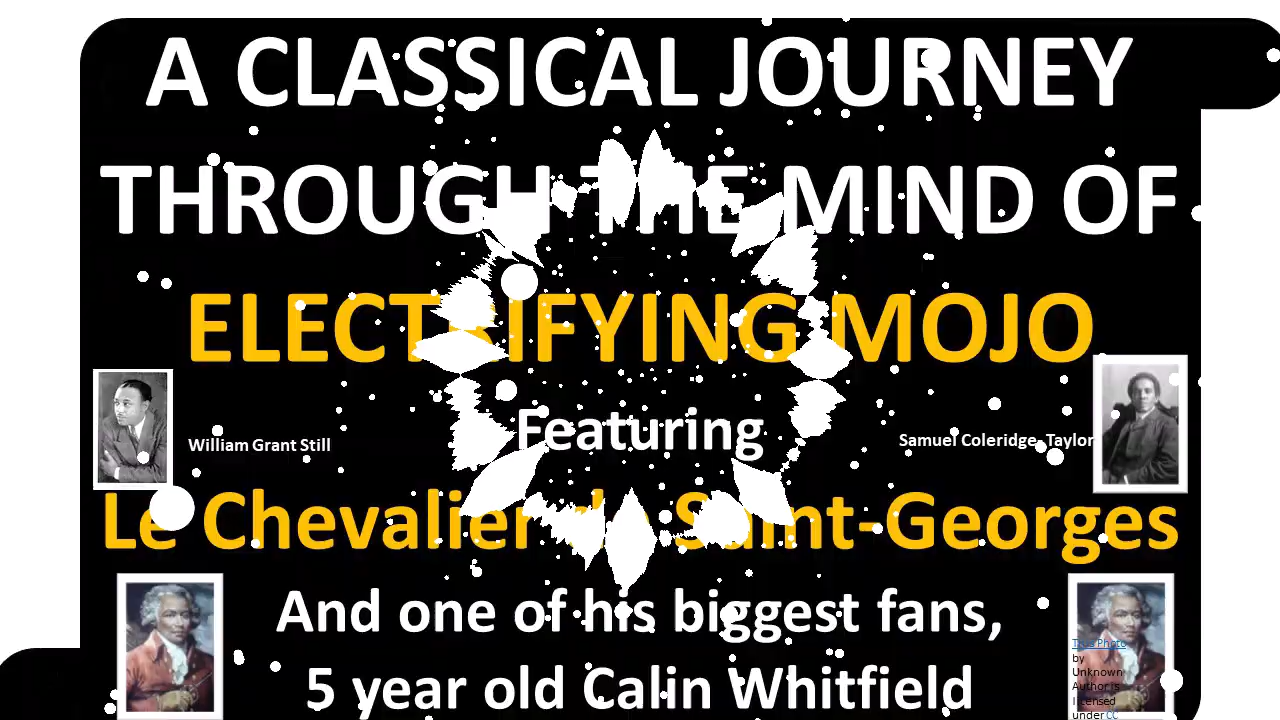 A CLASSICAL JOURNEY
THROUGH THE MIND OF
ELECTRIFYING MOJO
Featuring
William Grant Still
Samuel Coleridge-Taylor
Le Chevalier de Saint-Georges
And one of his biggest fans,
5 year old Calin Whitfield
This Photo
by
Unknown
Author is
licensed
under CC